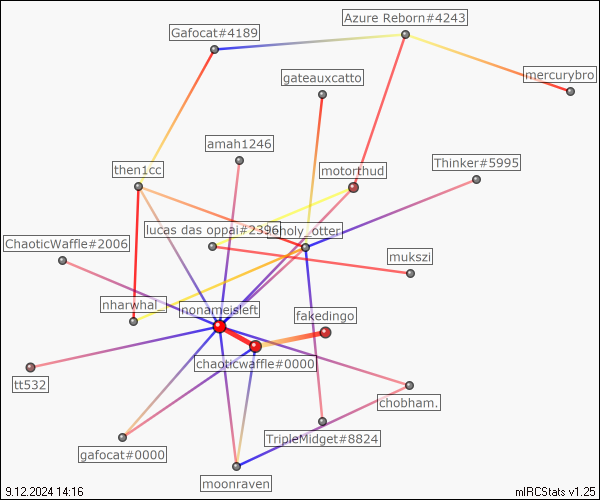 Azure Reborn#4243
Gafocat#4189
mercurybro
gateauxcatto
amah1246
Thinker#5995
then1cc
motorthud
lucas das oppai#2396
holy_otter
ChaoticWaffle#2006
mukszi
nharwhal_
nonameisleft
fakedingo
chaoticwaffle#0000
tt532
chobham.
TripleMidget#8824
gafocat#0000
moonraven
9.12.2024 14:16
mIRCStats v1.25